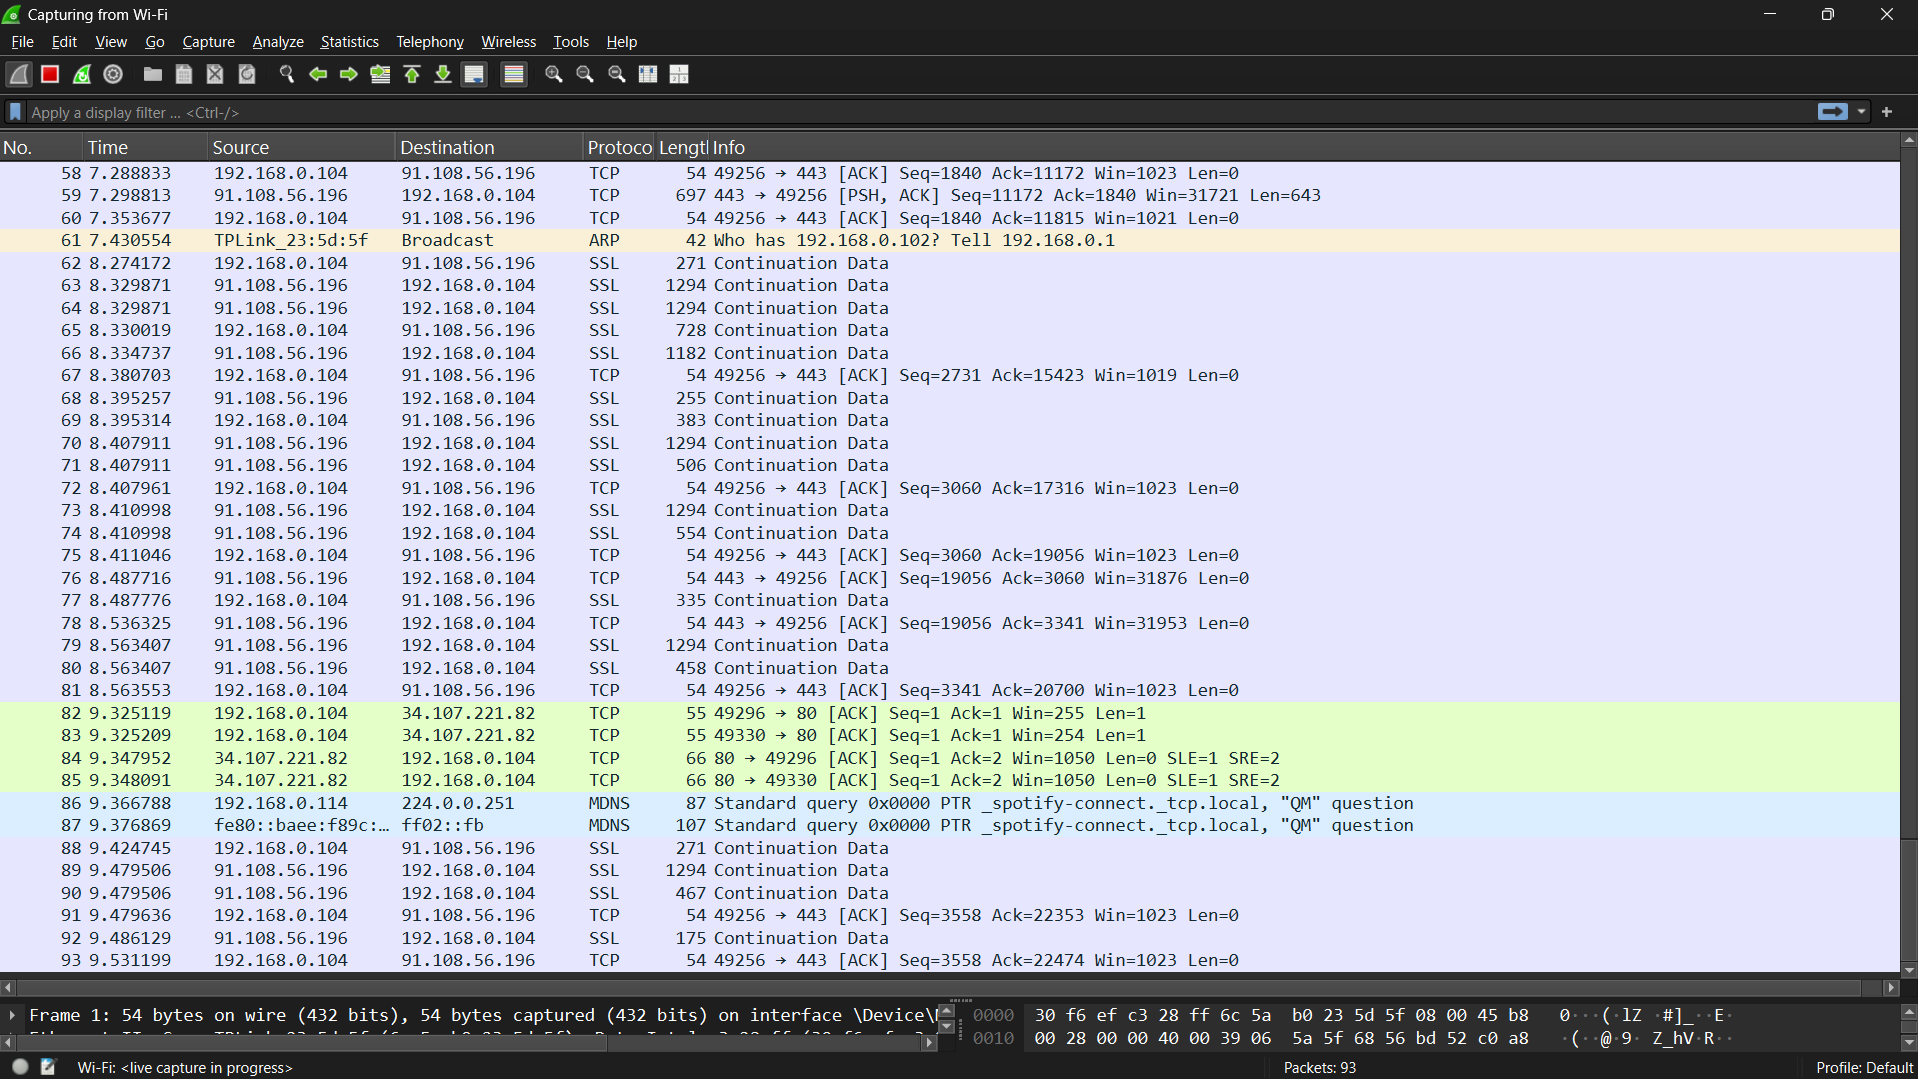 Capturing from Wi-Fi
File Edit View Go Capture Analyze Statistics Telephony Wireless Tools Help
Apply a display filter ... <Ctrl-/>
No. Time Source Destination Protoco Lengtl Info
58 7.288833 192.168.0.104 91.108.56.196 TCP 54 49256 → 443 [ACK] Seq=1840 Ack=11172 Win=1023 Len=0
59 7.298813 91.108.56.196 192.168.0.104 TCP 697 443 → 49256 [PSH, ACK] Seq=11172 Ack=1840 Win=31721 Len=643
60 7.353677 192.168.0.104 91.108.56.196 TCP 54 49256 → 443 [ACK] Seq=1840 Ack=11815 Win=1021 Len=0
61 7.430554 TPLink_23:5d:5f Broadcast ARP 42 Who has 192.168.0.102? Tell 192.168.0.1
62 8.274172 192.168.0.104 91.108.56.196 SSL 271 Continuation Data
63 8.329871 91.108.56.196 192.168.0.104 SSL 1294 Continuation Data
64 8.329871 91.108.56.196 192.168.0.104 SSL 1294 Continuation Data
65 8.330019 192.168.0.104 91.108.56.196 SSL 728 Continuation Data
66 8.334737 91.108.56.196 192.168.0.104 SSL 1182 Continuation Data
67 8.380703 192.168.0.104 91.108.56.196 TCP 54 49256 → 443 [ACK] Seq=2731 Ack=15423 Win=1019 Len=0
68 8.395257 91.108.56.196 192.168.0.104 SSL 255 Continuation Data
69 8.395314 192.168.0.104 91.108.56.196 SSL 383 Continuation Data
70 8.407911 91.108.56.196 192.168.0.104 SSL 1294 Continuation Data
71 8.407911 91.108.56.196 192.168.0.104 SSL 506 Continuation Data
72 8.407961 192.168.0.104 91.108.56.196 TCP 54 49256 → 443 [ACK] Seq=3060 Ack=17316 Win=1023 Len=0
73 8.410998 91.108.56.196 192.168.0.104 SSL 1294 Continuation Data
74 8.410998 91.108.56.196 192.168.0.104 SSL 554 Continuation Data
75 8.411046 192.168.0.104 91.108.56.196 TCP 54 49256 → 443 [ACK] Seq=3060 Ack=19056 Win=1023 Len=0
76 8.487716 91.108.56.196 192.168.0.104 TCP 54 443 → 49256 [ACK] Seq=19056 Ack=3060 Win=31876 Len=0
77 8.487776 192.168.0.104 91.108.56.196 SSL 335 Continuation Data
78 8.536325 91.108.56.196 192.168.0.104 TCP 54 443 → 49256 [ACK] Seq=19056 Ack=3341 Win=31953 Len=0
79 8.563407 91.108.56.196 192.168.0.104 SSL 1294 Continuation Data
80 8.563407 91.108.56.196 192.168.0.104 SSL 458 Continuation Data
81 8.563553 192.168.0.104 91.108.56.196 TCP 54 49256 → 443 [ACK] Seq=3341 Ack=20700 Win=1023 Len=0
82 9.325119 192.168.0.104 34.107.221.82 TCP 55 49296 → 80 [ACK] Seq=1 Ack=1 Win=255 Len=1
83 9.325209 192.168.0.104 34.107.221.82 TCP 55 49330 → 80 [ACK] Seq=1 Ack=1 Win=254 Len=1
84 9.347952 34.107.221.82 192.168.0.104 TCP 66 80 → 49296 [ACK] Seq=1 Ack=2 Win=1050 Len=0 SLE=1 SRE=2
85 9.348091 34.107.221.82 192.168.0.104 TCP 66 80 → 49330 [ACK] Seq=1 Ack=2 Win=1050 Len=0 SLE=1 SRE=2
86 9.366788 192.168.0.114 224.0.0.251 MDNS 87 Standard query 0x0000 PTR _spotify-connect._tcp.local, "QM" question
87 9.376869 fe80::baee:f89c:… ff02::fb MDNS 107 Standard query 0x0000 PTR _spotify-connect._tcp.local, "QM" question
88 9.424745 192.168.0.104 91.108.56.196 SSL 271 Continuation Data
89 9.479506 91.108.56.196 192.168.0.104 SSL 1294 Continuation Data
90 9.479506 91.108.56.196 192.168.0.104 SSL 467 Continuation Data
91 9.479636 192.168.0.104 91.108.56.196 TCP 54 49256 → 443 [ACK] Seq=3558 Ack=22353 Win=1023 Len=0
92 9.486129 91.108.56.196 192.168.0.104 SSL 175 Continuation Data
93 9.531199 192.168.0.104 91.108.56.196 TCP 54 49256 → 443 [ACK] Seq=3558 Ack=22474 Win=1023 Len=0
Frame 1: 54 bytes on wire (432 bits), 54 bytes captured (432 bits) on interface \Device\
0000 30 f6 ef c3 28 ff 6c 5a b0 23 5d 5f 08 00 45 b8 0···(·lZ ·#]_··E·
0010 00 28 00 00 40 00 39 06 5a 5f 68 56 bd 52 c0 a8 ·(··@·9· Z_hV·R··
Wi-Fi: <live capture in progress> Packets: 93 Profile: Default